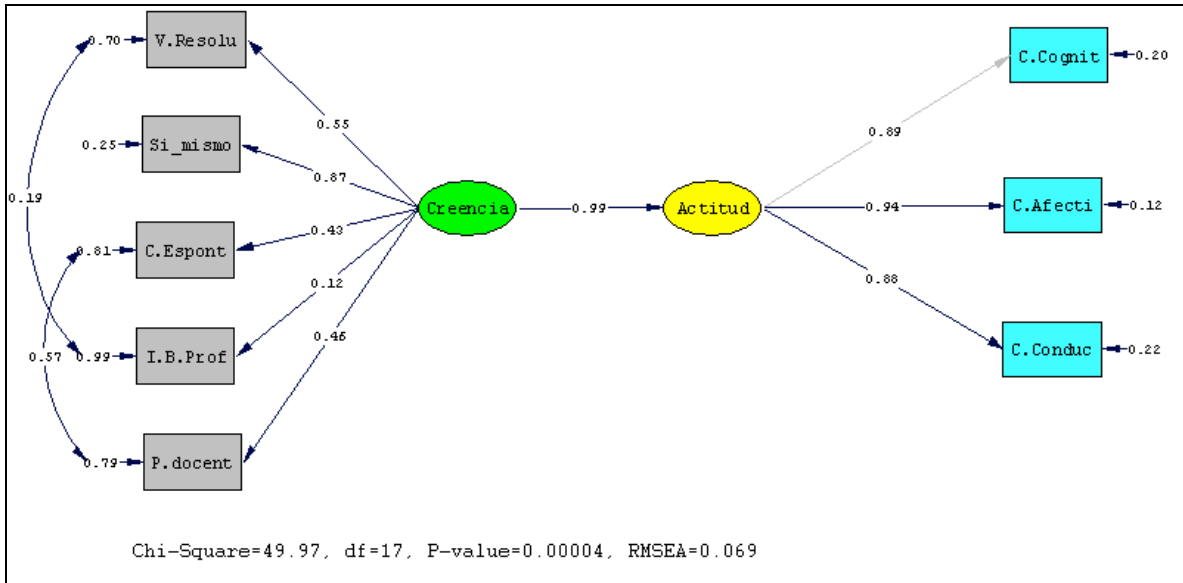 0.70
V.Resolu
0.55
Si_mismo
0.25
0.87
0.19
C.Espont
0.81
0.43
0.12
I.B.Prof
0.57
0.99
0.46
P.docent
0.79
Creencia
0.99
Actitud
0.89
C.Cognit
0.20
0.94
C.Afecti
0.12
0.88
C.Conduc
0.22
Chi-Square=49.97, df=17, P-value=0.00004, RMSEA=0.069